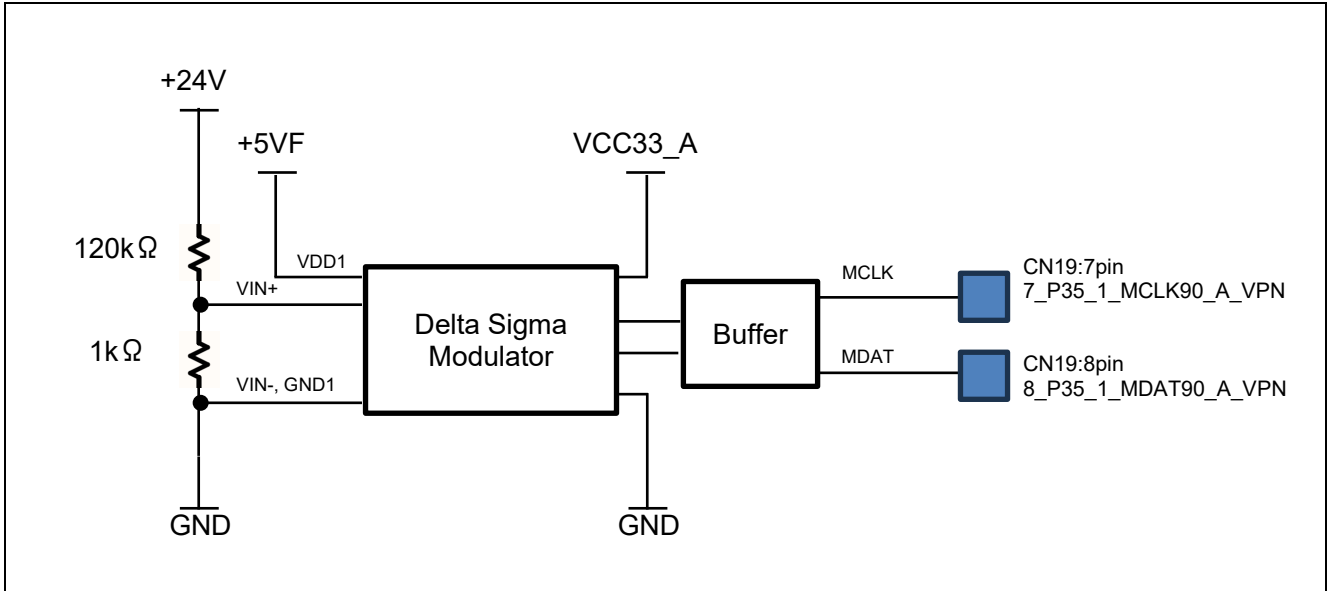 +24V
+5VF
VCC33_A
120kΩ
VDD1
VIN+
1kΩ
VIN-, GND1
Delta Sigma
Modulator
Buffer
MCLK
MDAT
CN19:7pin
7_P35_1_MCLK90_A_VPN
CN19:8pin
8_P35_1_MDAT90_A_VPN
GND
GND